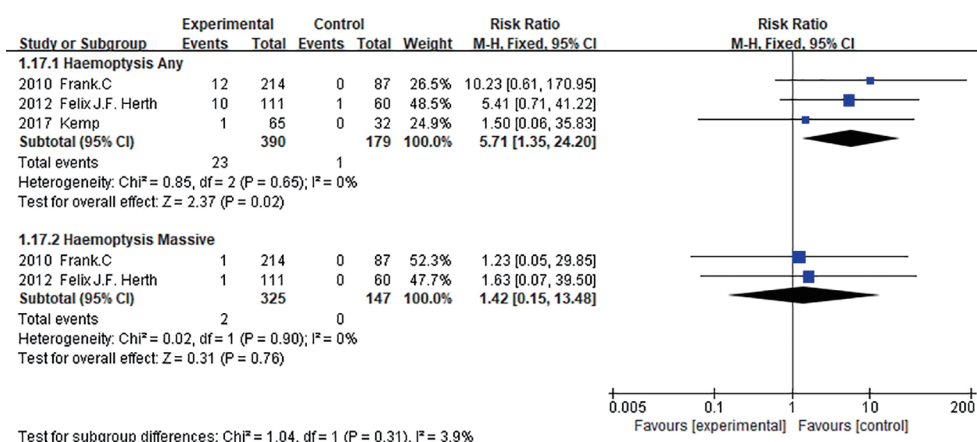 Experimental Control Risk Ratio Risk Ratio
Study or Subgroup Events Total Events Total Weight M-H, Fixed, 95% CI M-H, Fixed, 95% CI
1.17.1 Haemoptysis Any
2010 Frank.C 12 214 0 87 26.5% 10.23 [0.61, 170.95]
2012 Felix J.F. Herth 10 111 1 60 48.5% 5.41 [0.71, 41.22]
2017 Kemp 1 65 0 32 24.9% 1.50 [0.06, 35.83]
Subtotal (95% CI) 390 179 100.0% 5.71 [1.35, 24.20]
Total events 23 1
Heterogeneity: Chi² = 0.85, df = 2 (P = 0.65); I² = 0%
Test for overall effect: Z = 2.37 (P = 0.02)
1.17.2 Haemoptysis Massive
2010 Frank.C 1 214 0 87 52.3% 1.23 [0.05, 29.85]
2012 Felix J.F. Herth 1 111 0 60 47.7% 1.63 [0.07, 39.50]
Subtotal (95% CI) 325 147 100.0% 1.42 [0.15, 13.48]
Total events 2 0
Heterogeneity: Chi² = 0.02, df = 1 (P = 0.90); I² = 0%
Test for overall effect: Z = 0.31 (P = 0.76)
0.005 0.1 1 10 200
Favours [experimental] Favours [control]
Test for subgroup differences: Chi² = 1.04, df = 1 (P = 0.31), I² = 3.9%